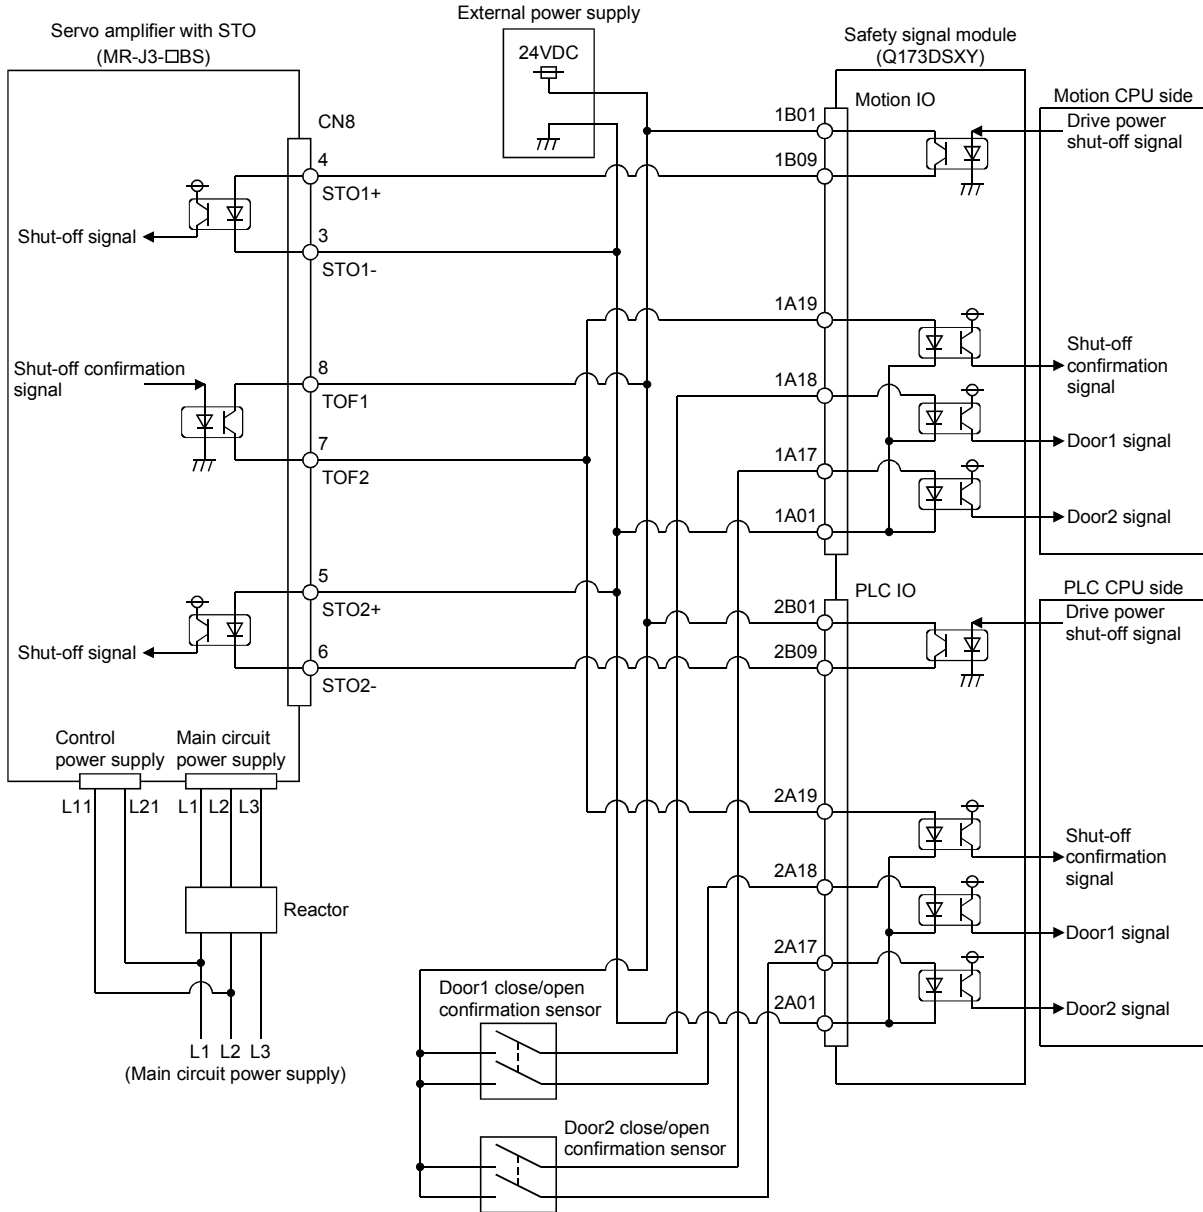 External power supply
Servo amplifier with STO
(MR-J3-□BS)
24VDC
Safety signal module
(Q173DSXY)
CN8
Motion IO
Motion CPU side
1B01
Drive power
shut-off signal
4
STO1+
1B09
Shut-off signal
3
STO1-
1A19
Shut-off
confirmation
signal
Shut-off confirmation
signal
8
TOF1
1A18
Door1 signal
7
TOF2
1A17
1A01
Door2 signal
5
STO2+
PLC IO
PLC CPU side
2B01
Drive power
shut-off signal
Shut-off signal
6
STO2-
2B09
Control
power supply
Main circuit
power supply
L11
L21
L1
L2
L3
2A19
Shut-off
confirmation
signal
2A18
Reactor
Door1 signal
2A17
Door1 close/open
confirmation sensor
2A01
Door2 signal
L1 L2 L3
(Main circuit power supply)
Door2 close/open
confirmation sensor